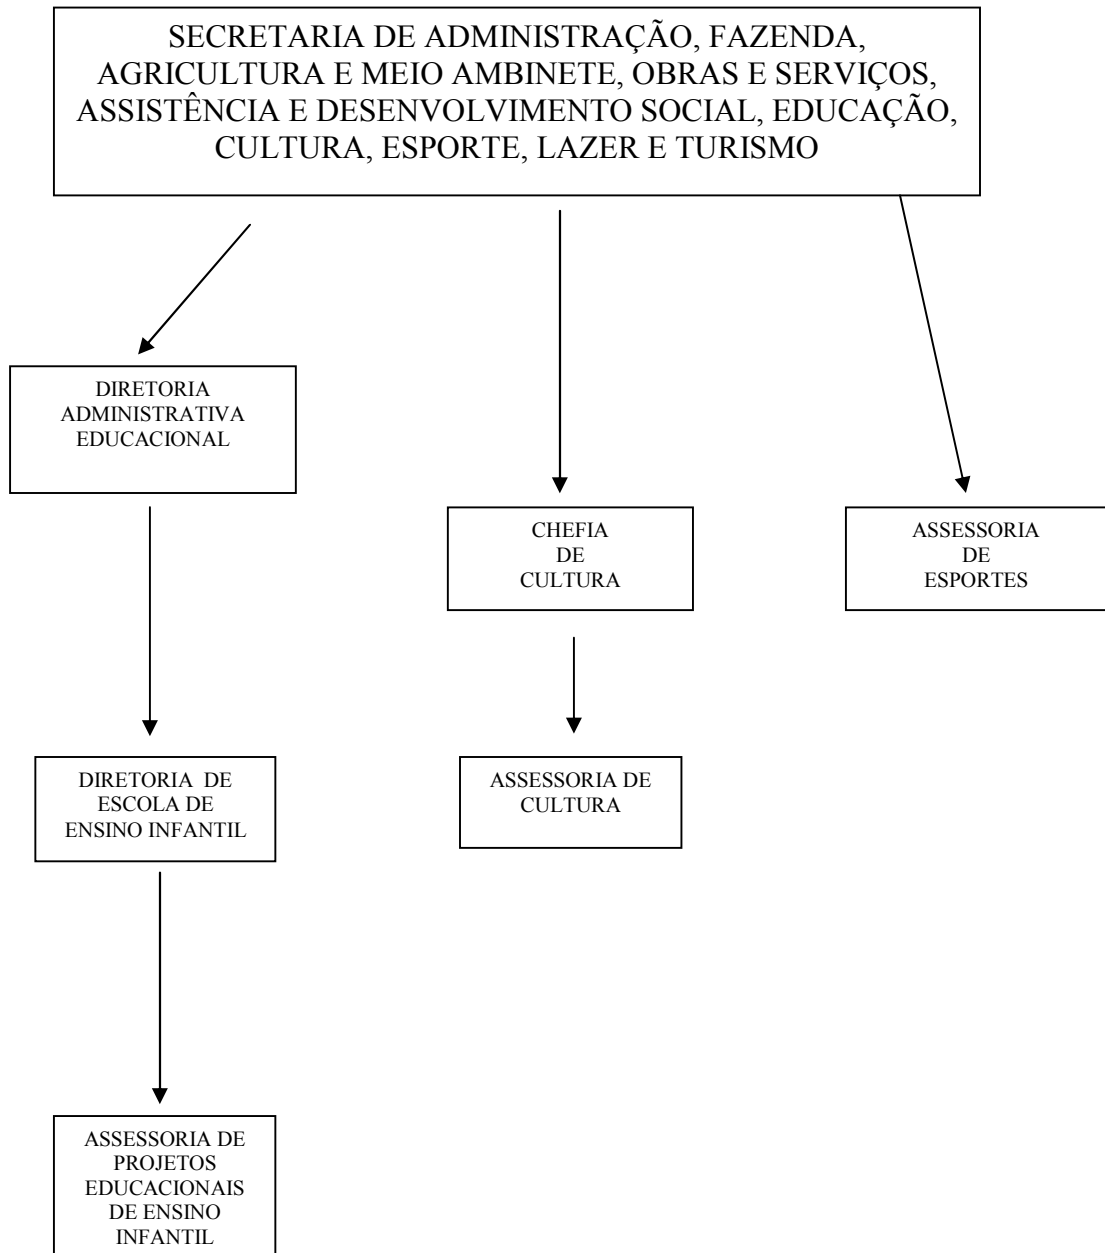 SECRETARIA DE ADMINISTRAÇÃO, FAZENDA,
AGRICULTURA E MEIO AMBINETE, OBRAS E SERVIÇOS,
ASSISTÊNCIA E DESENVOLVIMENTO SOCIAL, EDUCAÇÃO,
CULTURA, ESPORTE, LAZER E TURISMO
DIRETORIA
ADMINISTRATIVA
EDUCACIONAL
CHEFIA
DE
CULTURA
ASSESSORIA
DE
ESPORTES
DIRETORIA DE
ESCOLA DE
ENSINO INFANTIL
ASSESSORIA DE
CULTURA
ASSESSORIA DE
PROJETOS
EDUCACIONAIS
DE ENSINO
INFANTIL